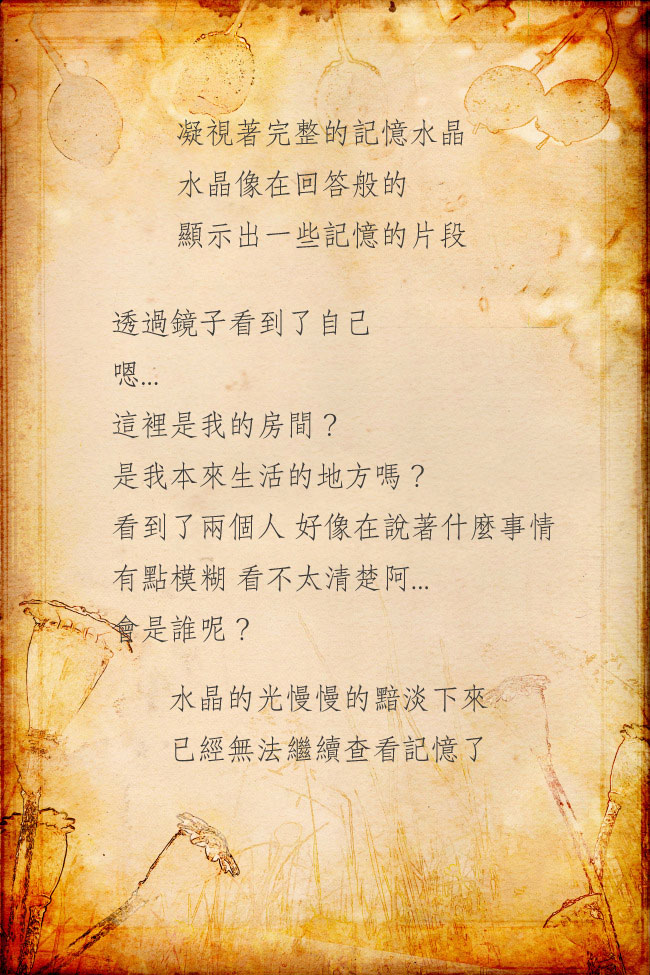 凝視著完整的記憶水晶
水晶像在回答般的
顯示出一些記憶的片段
透過鏡子看到了自己
嗯...
這裡是我的房間？
是我本來生活的地方嗎？
看到了兩個人 好像在說著什麼事情
有點模糊 看不太清楚阿...
會是誰呢？
水晶的光慢慢的黯淡下來
已經無法繼續查看記憶了